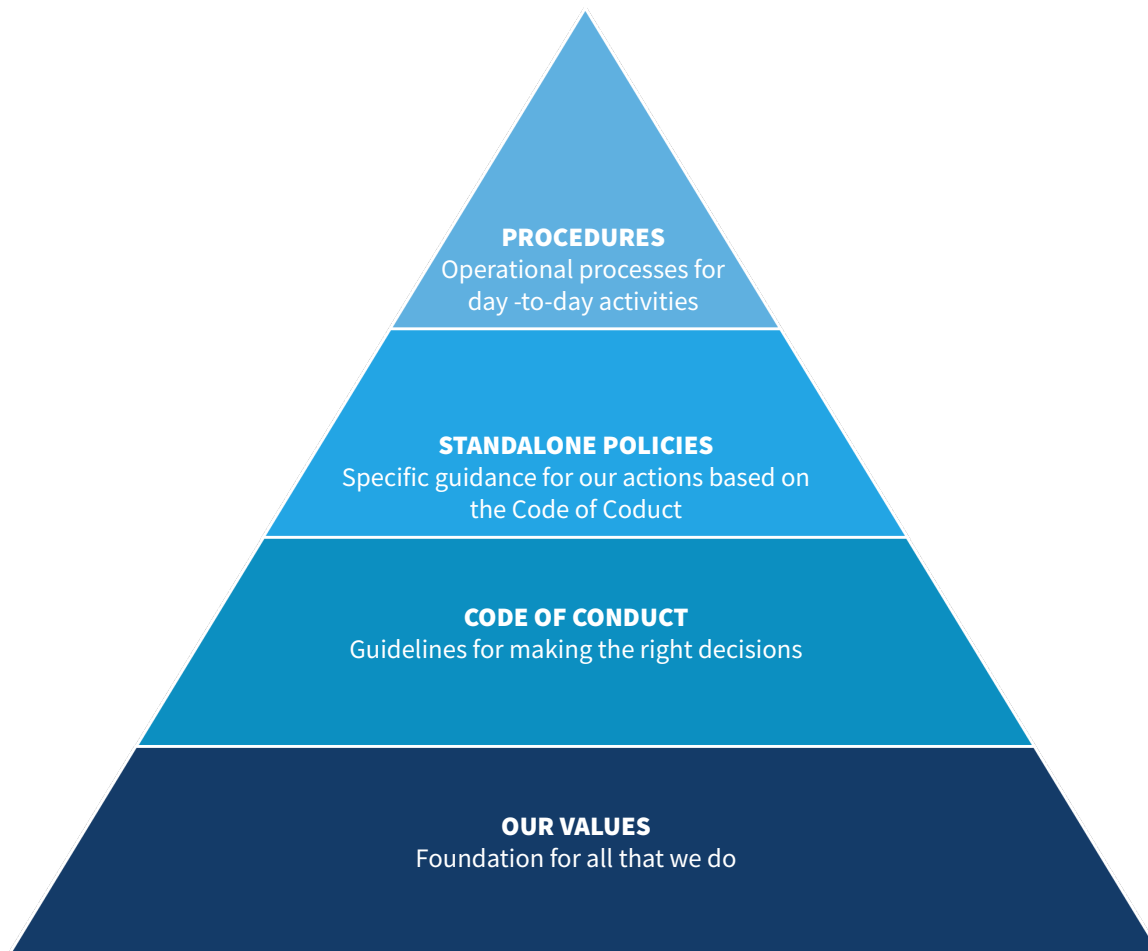 PROCEDURES
Operational processes for
day -to-day activities
STANDALONE POLICIES
Specific guidance for our actions based on
the Code of Coduct
CODE OF CONDUCT
Guidelines for making the right decisions
OUR VALUES
Foundation for all that we do